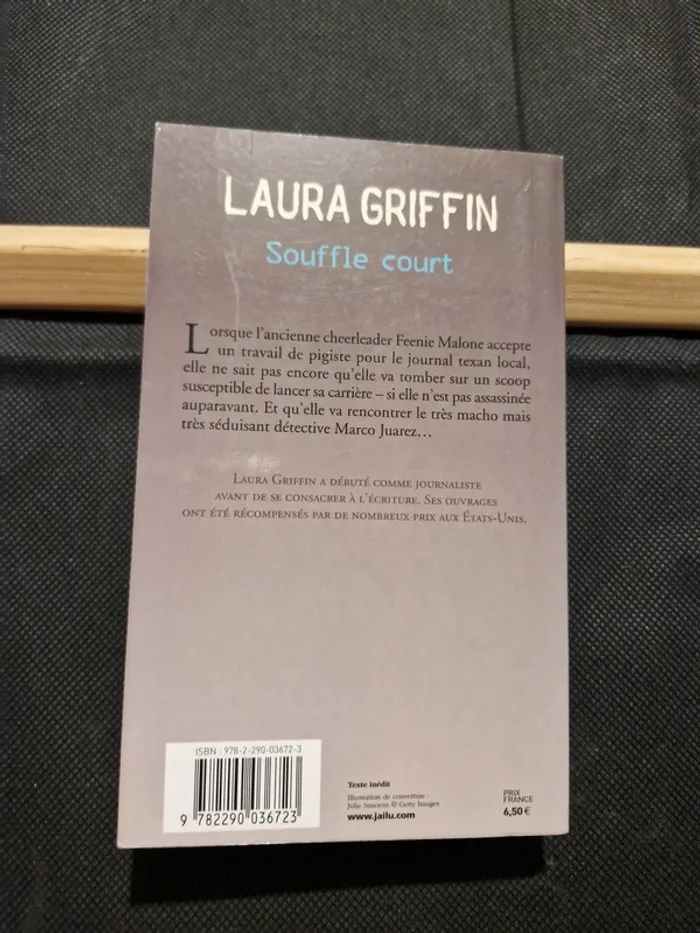 LAURA GRIFFIN
Souffle court
Lorsque l'ancienne cheerleader Feenie Malone accepte
un travail de pigiste pour le journal texan local,
elle ne sait pas encore qu'elle va tomber sur un scoop
susceptible de lancer sa carrière – si elle n'est pas assassinée
auparavant. Et qu'elle va rencontrer le très macho mais
très séduisant détective Marco Juarez...
LAURA GRIFFIN A DÉBUTÉ COMME JOURNALISTE
AVANT DE SE CONSACRER À L'ÉCRITURE. SES OUVRAGES
ONT ÉTÉ RÉCOMPENSÉS PAR DE NOMBREUX PRIX AUX ÉTATS-UNIS.
ISBN : 978-2-290-03672-3
9 782290 036723
Texte inédit
Illustration de couverture :
Julie © Getty Images
www.jailu.com
PRIX
FRANCE
6,50 €